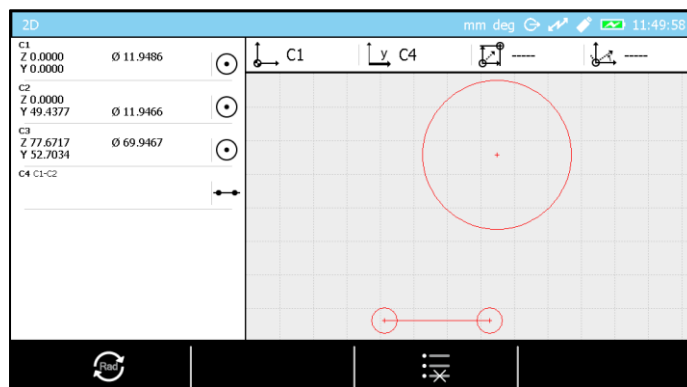 2D
mm deg 11:49:58
C1
Z 0.0000 Ø 11.9486
Y 0.0000
C2
Z 0.0000
Y 49.4377 Ø 11.9466
C3
Z 77.6717 Ø 69.9467
Y 52.7034
C4 C1-C2
C1
y C4
-----
-----
Rad